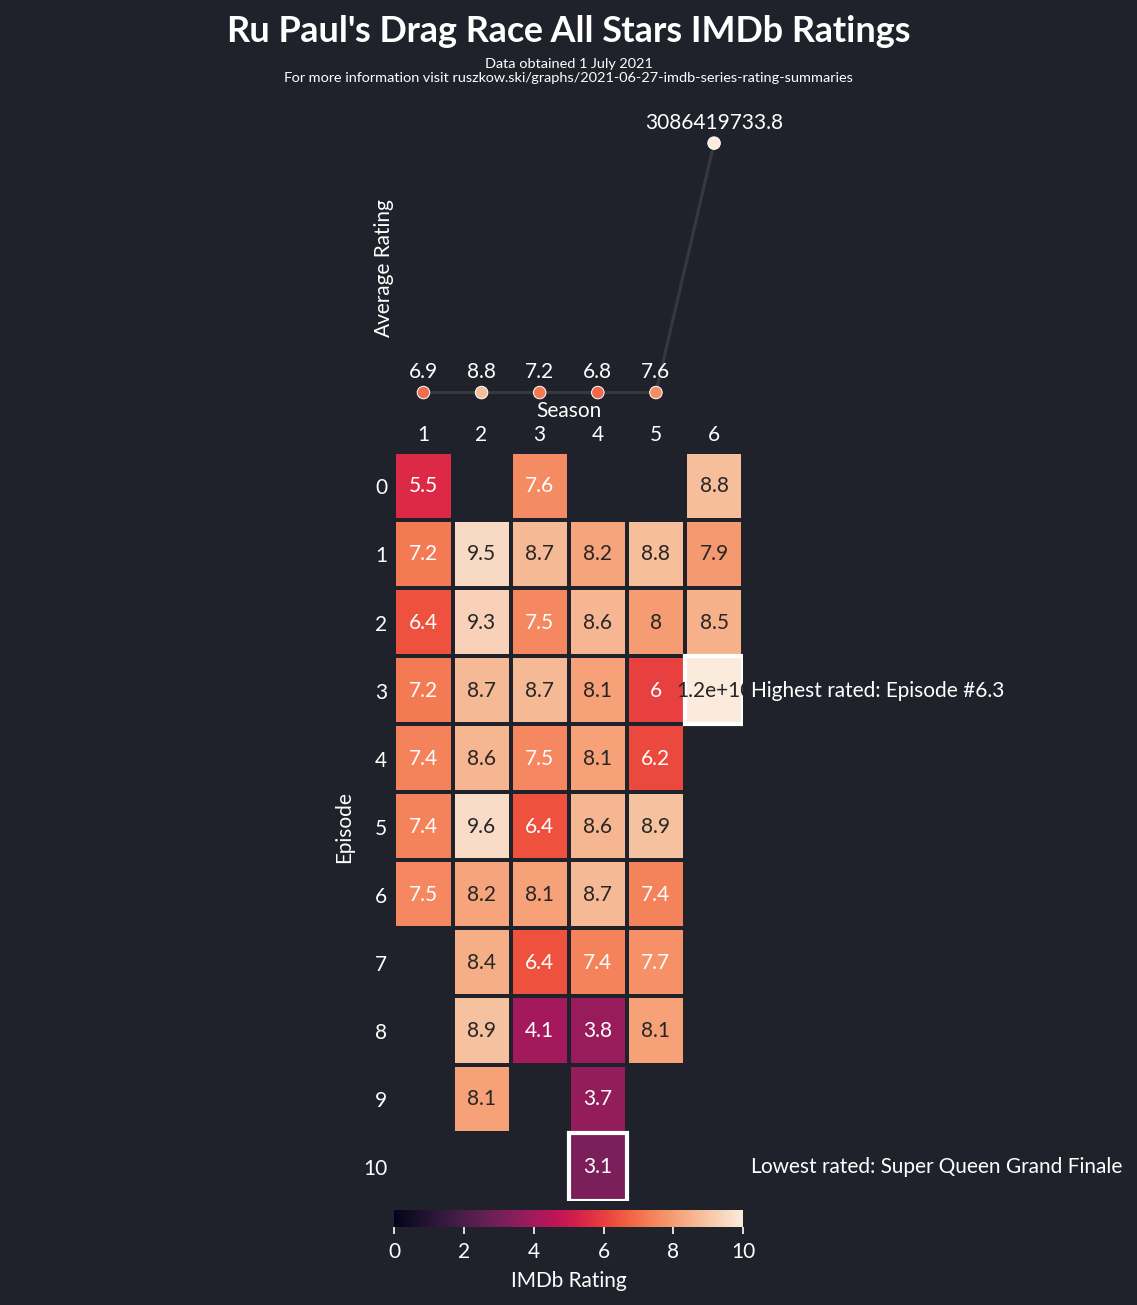 Ru Paul's Drag Race All Stars IMDb Ratings
Data obtained 1 July 2021
For more information visit ruszkow.ski/graphs/2021-06-27-imdb-series-rating-summaries
3086419733.8
Average Rating
6.9 8.8 7.2 6.8 7.6
Season
1 2 3 4 5 6
0 5.5 7.6 8.8
1 7.2 9.5 8.7 8.2 8.8 7.9
2 6.4 9.3 7.5 8.6 8 8.5
3 7.2 8.7 8.7 8.1 6 1.2e+10 Highest rated: Episode #6.3
4 7.4 8.6 7.5 8.1 6.2
Episode
5 7.4 9.6 6.4 8.6 8.9
6 7.5 8.2 8.1 8.7 7.4
7 8.4 6.4 7.4 7.7
8 8.9 4.1 3.8 8.1
9 8.1 3.7
10 3.1 Lowest rated: Super Queen Grand Finale
0 2 4 6 8 10
IMDb Rating